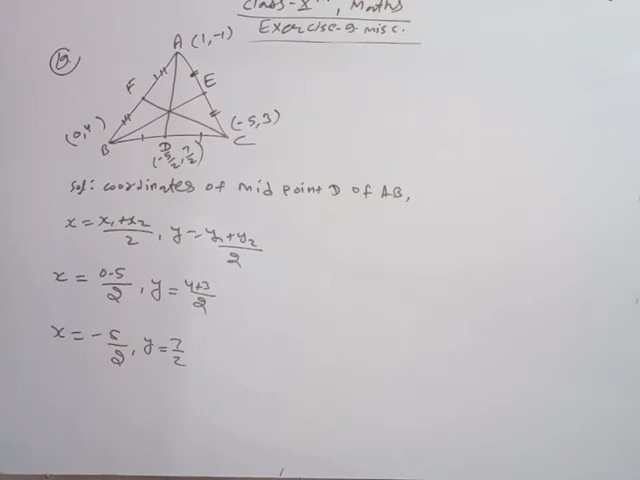 Class-X, Maths
Exercise-9. misc.
A (1,-1)
F
E
(0,4)
(-5,3)
B
D
C
(-5/2, 7/2)
Sol: coordinates of mid point D of AB,
x = x₁+x₂/2, y = y₁+y₂/2
x = 0-5/2, y = 4+3/2
x = -5/2, y = 7/2